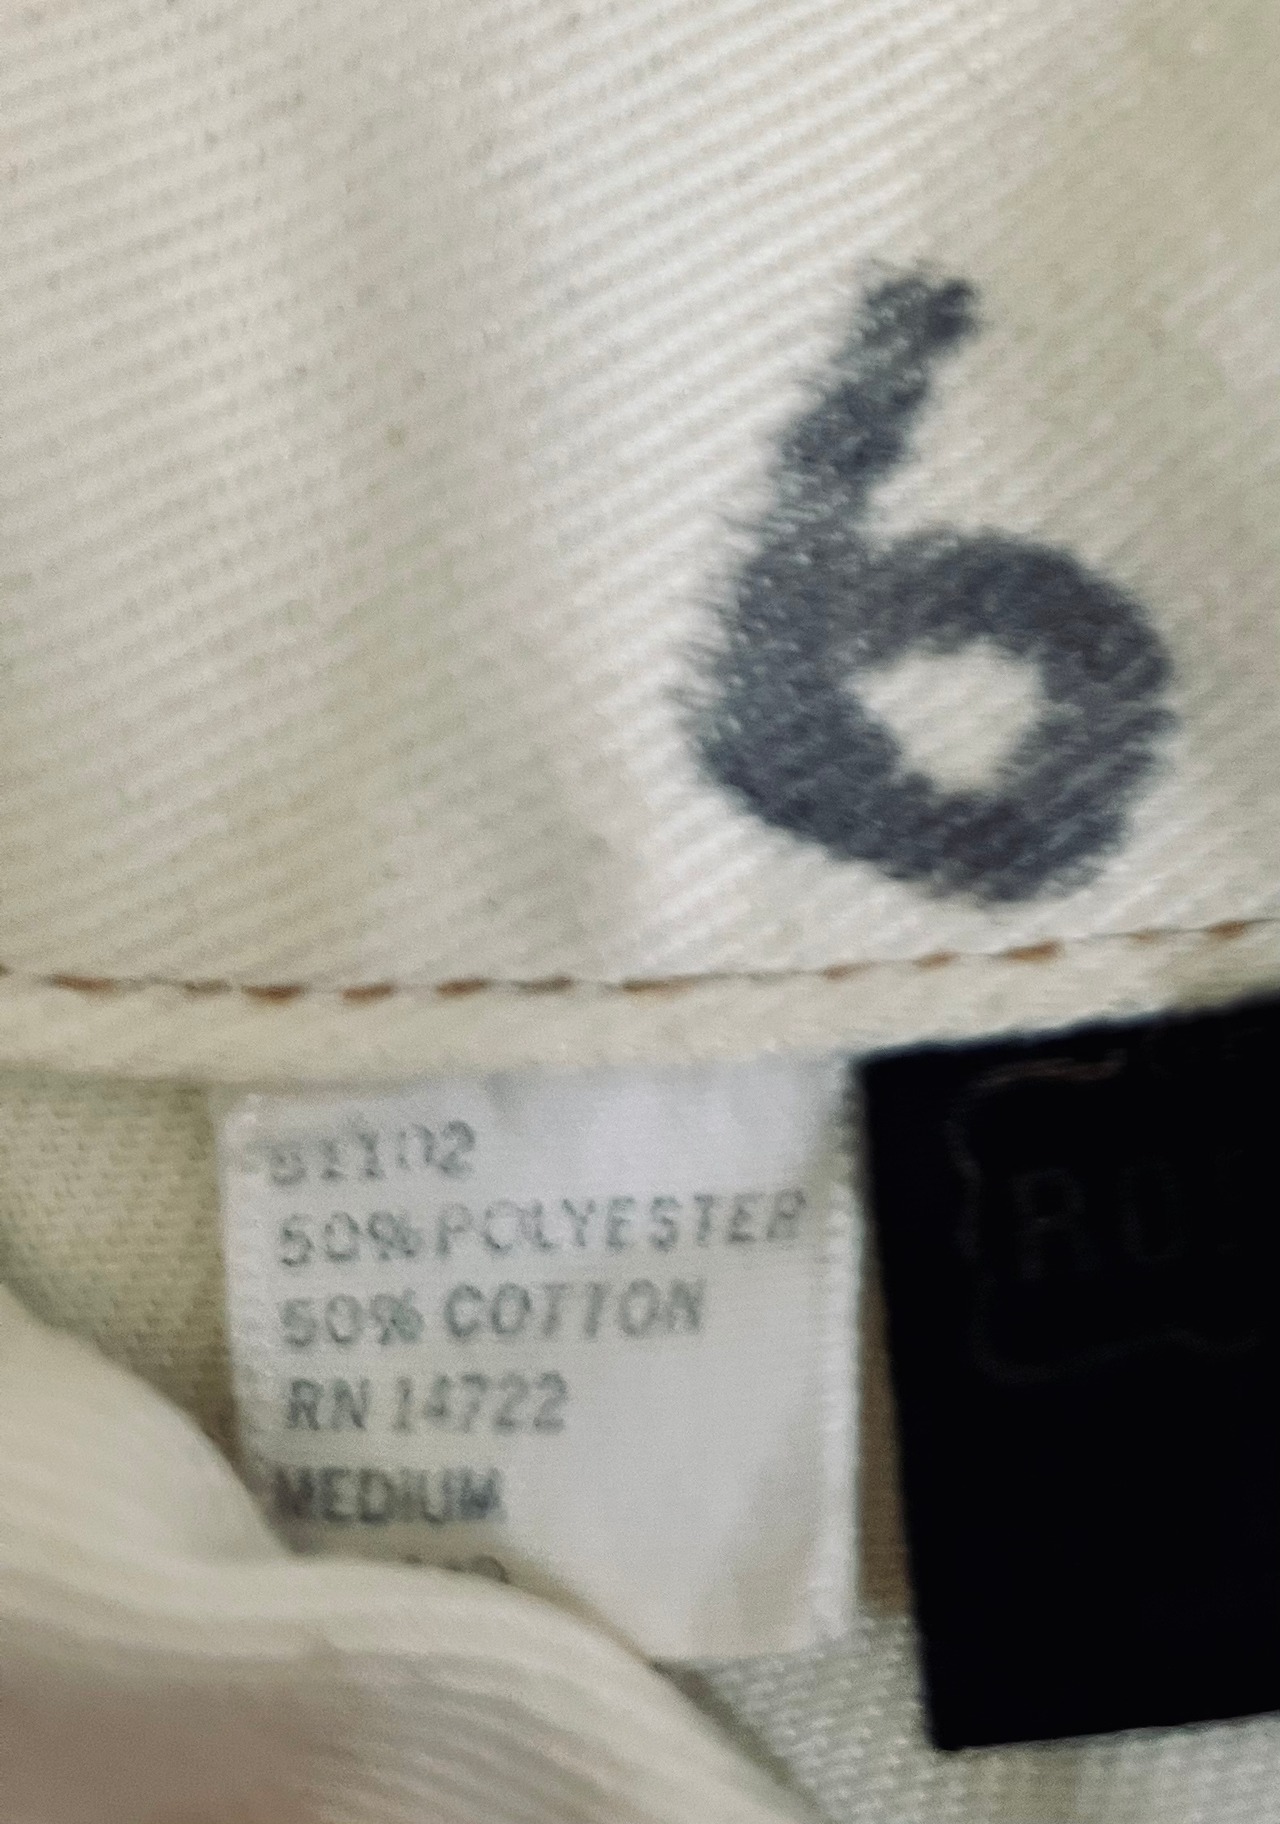 6
50% POLYESTER
50% COTTON
RN 14722
MEDIUM